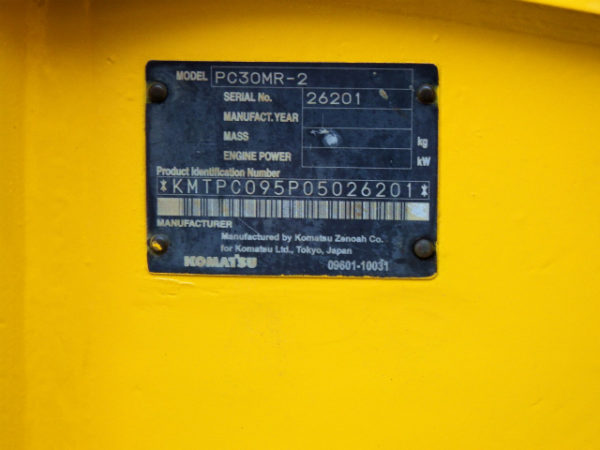 MODEL PC30MR-2
SERIAL No. 26201
MANUFACT. YEAR
MASS kg
ENGINE POWER kW
Product Identification Number
*KMTPC095P05026201*
MANUFACTURER
Manufactured by Komatsu Zenoah Co.
for Komatsu Ltd., Tokyo, Japan
KOMATSU 09601-10031